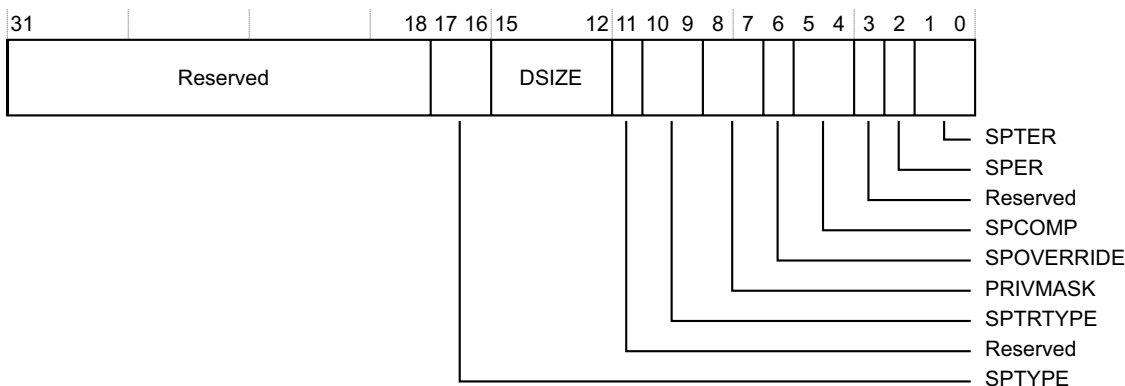 31 18 17 16 15 12 11 10 9 8 7 6 5 4 3 2 1 0
Reserved DSIZE
SPTER
SPER
Reserved
SPCOMP
SPOVERRIDE
PRIVMASK
SPTRTYPE
Reserved
SPTYPE